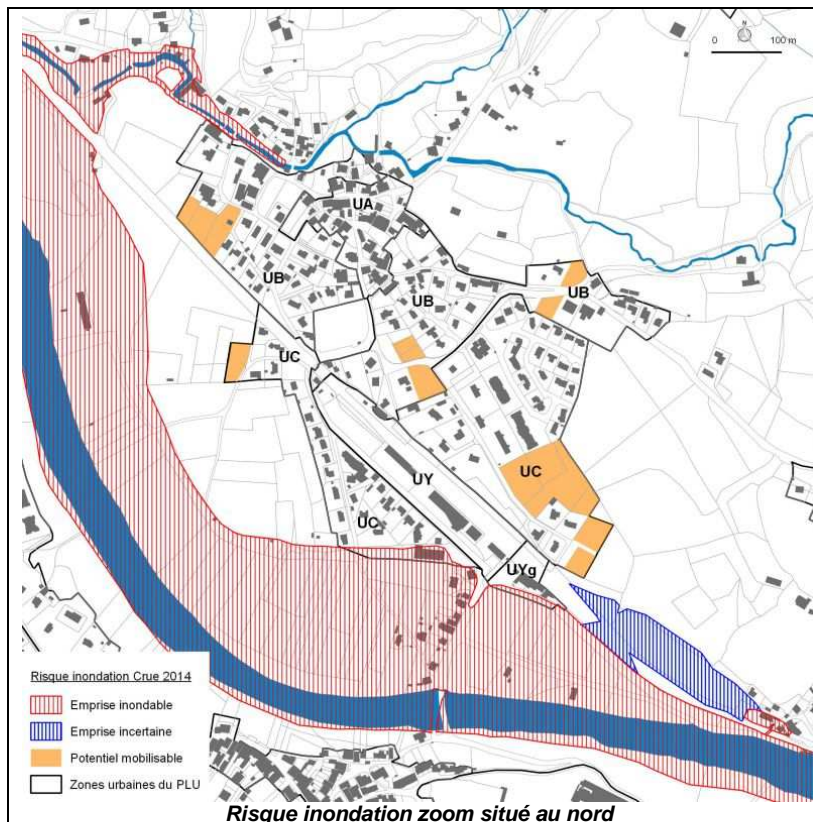 0 100 m
UA
UB
UB
UB
UC
UC
UY
UC
UYg
Risque inondation Crue 2014
Emprise inondable
Emprise incertaine
Potentiel mobilisable
Zones urbaines du PLU
Risque inondation zoom situé au nord